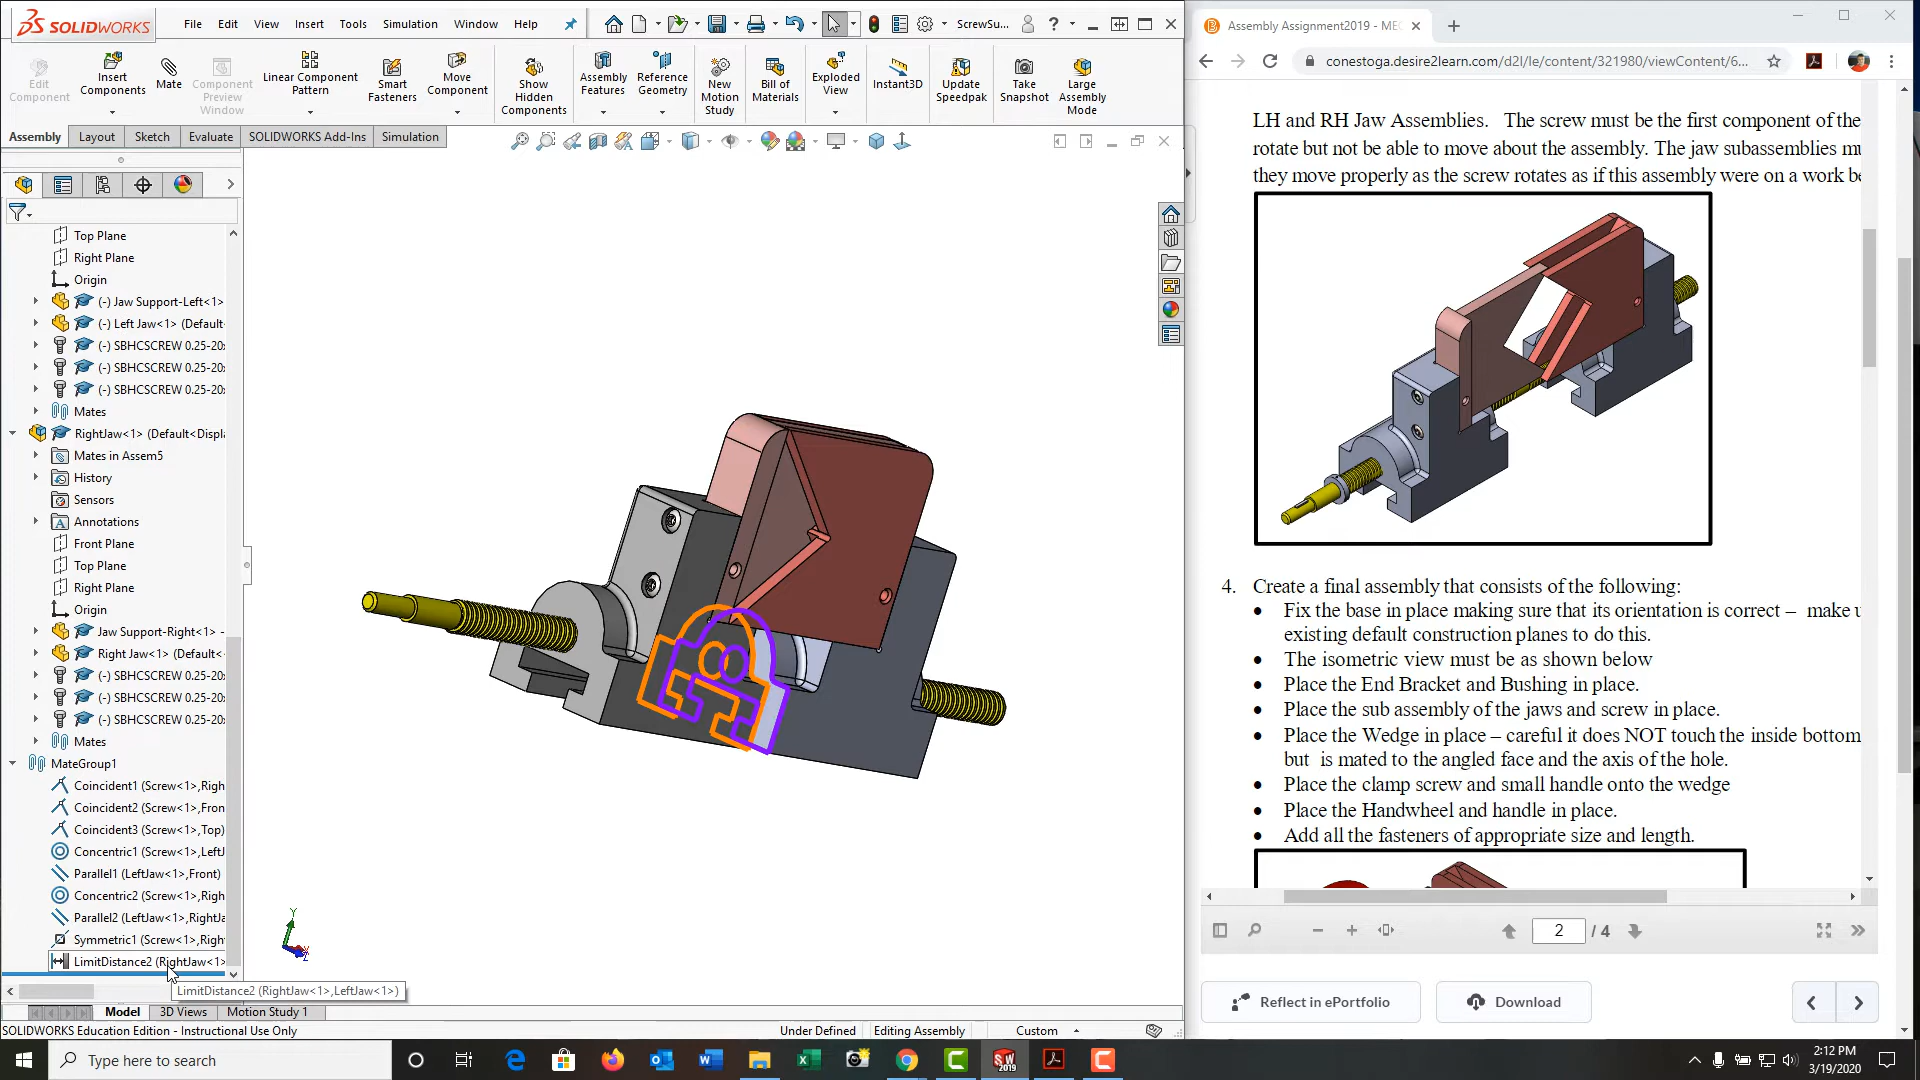 SOLIDWORKS
File Edit View Insert Tools Simulation Window Help
ScrewSu...
Edit Component
Insert Components
Mate
Component Preview Window
Linear Component Pattern
Smart Fasteners
Move Component
Show Hidden Components
Assembly Features
Reference Geometry
New Motion Study
Bill of Materials
Exploded View
Instant3D
Update Speedpak
Take Snapshot
Large Assembly Mode
Assembly Layout Sketch Evaluate SOLIDWORKS Add-Ins Simulation
Top Plane
Right Plane
Origin
(-) Jaw Support-Left<1>
(-) Left Jaw<1> (Default
(-) SBHCSCREW 0.25-20
(-) SBHCSCREW 0.25-20
(-) SBHCSCREW 0.25-20
Mates
RightJaw<1> (Default<Displ
Mates in Assem5
History
Sensors
Annotations
Front Plane
Top Plane
Right Plane
Origin
Jaw Support-Right<1>
Right Jaw<1> (Default
SBHCSCREW 0.25-20
SBHCSCREW 0.25-20
SBHCSCREW 0.25-20
Mates
MateGroup1
Coincident1 (Screw<1>,Righ
Coincident2 (Screw<1>,Fron
Coincident3 (Screw<1>,Top)
Concentric1 (Screw<1>,LeftJ
Parallel1 (LeftJaw<1>,Front)
Concentric2 (Screw<1>,Righ
Parallel2 (LeftJaw<1>,RightJa
Symmetric1 (Screw<1>,Righ
LimitDistance2 (RightJaw<1>
LimitDistance2 (RightJaw<1>,LeftJaw<1>)
Model 3D Views Motion Study 1
SOLIDWORKS Education Edition - Instructional Use Only
Under Defined Editing Assembly Custom
Assembly Assignment2019 - MEC
conestoga.desire2learn.com/d2l/le/content/321980/viewContent/6...
LH and RH Jaw Assemblies. The screw must be the first component of the
rotate but not be able to move about the assembly. The jaw subassemblies mu
they move properly as the screw rotates as if this assembly were on a work be
4. Create a final assembly that consists of the following:
• Fix the base in place making sure that its orientation is correct – make u
existing default construction planes to do this.
• The isometric view must be as shown below
• Place the End Bracket and Bushing in place.
• Place the sub assembly of the jaws and screw in place.
• Place the Wedge in place – careful it does NOT touch the inside bottom
but is mated to the angled face and the axis of the hole.
• Place the clamp screw and small handle onto the wedge
• Place the Handwheel and handle in place.
• Add all the fasteners of appropriate size and length.
2 / 4
Reflect in ePortfolio
Download
Type here to search
2:12 PM
3/19/2020